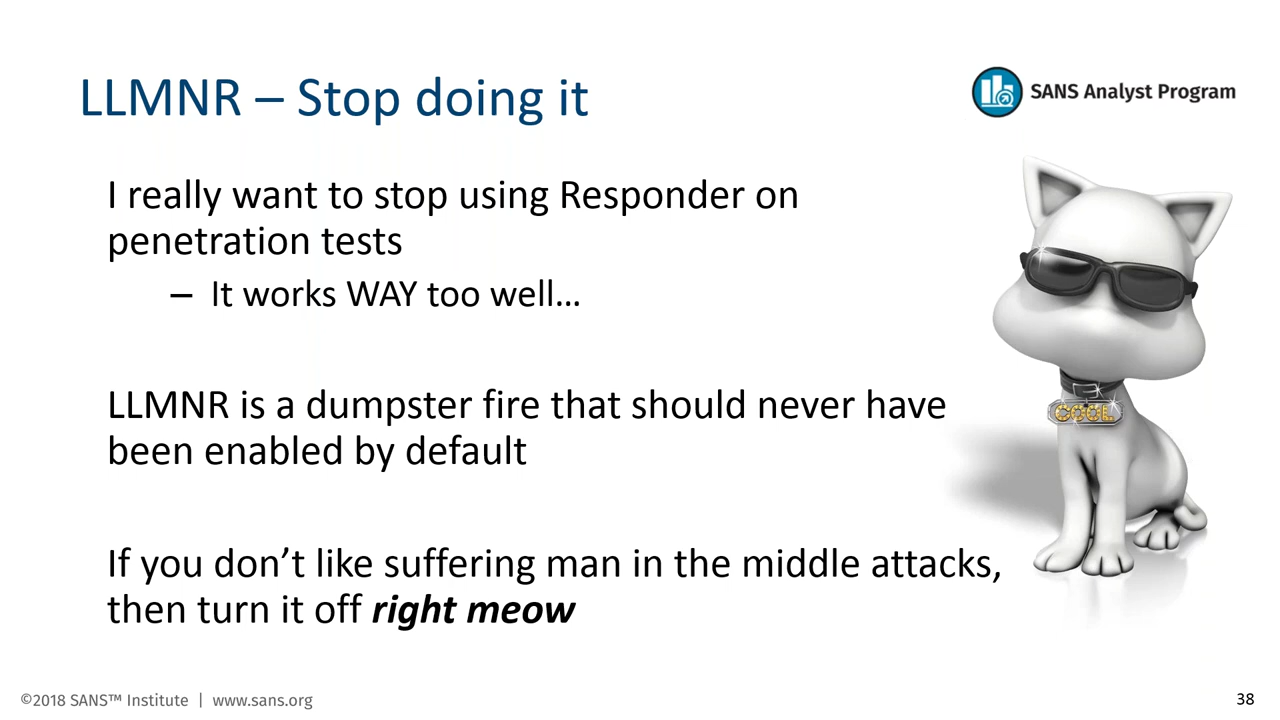 LLMNR – Stop doing it
SANS Analyst Program
I really want to stop using Responder on
penetration tests
– It works WAY too well…
LLMNR is a dumpster fire that should never have
been enabled by default
COOL
If you don’t like suffering man in the middle attacks,
then turn it off right meow
©2018 SANS™ Institute | www.sans.org
38